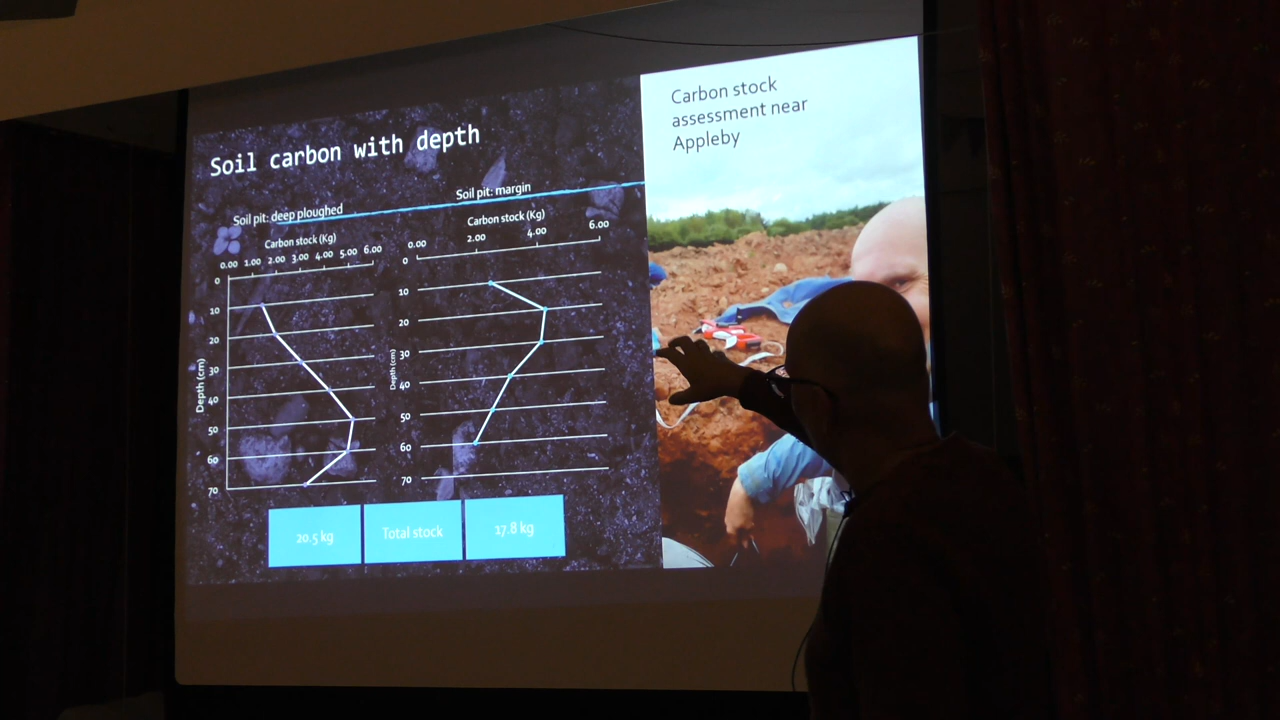 Soil carbon with depth
Carbon stock
assessment near
Appleby
Soil pit: deep ploughed
Carbon stock (Kg)
0.00 1.00 2.00 3.00 4.00 5.00 6.00
0
10
20
30
40
50
60
70
Depth (cm)
Soil pit: margin
Carbon stock (Kg)
0.00 2.00 4.00 6.00
0
10
20
30
40
50
60
70
Depth (cm)
20.5 kg Total stock 17.8 kg